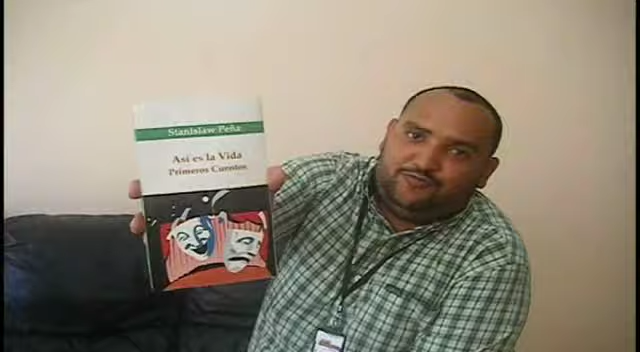 Stanislaw Peña
Así es la Vida
Primeros Cuentos